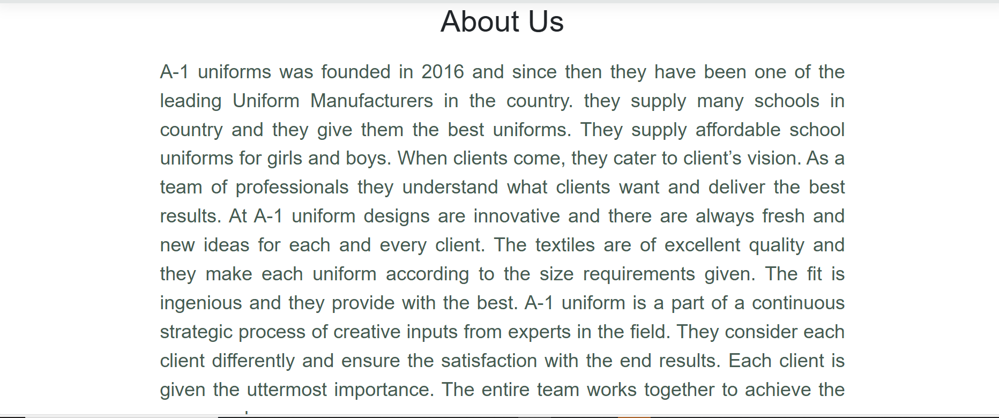 About Us
A-1 uniforms was founded in 2016 and since then they have been one of the
leading Uniform Manufacturers in the country. they supply many schools in
country and they give them the best uniforms. They supply affordable school
uniforms for girls and boys. When clients come, they cater to client’s vision. As a
team of professionals they understand what clients want and deliver the best
results. At A-1 uniform designs are innovative and there are always fresh and
new ideas for each and every client. The textiles are of excellent quality and
they make each uniform according to the size requirements given. The fit is
ingenious and they provide with the best. A-1 uniform is a part of a continuous
strategic process of creative inputs from experts in the field. They consider each
client differently and ensure the satisfaction with the end results. Each client is
given the uttermost importance. The entire team works together to achieve the